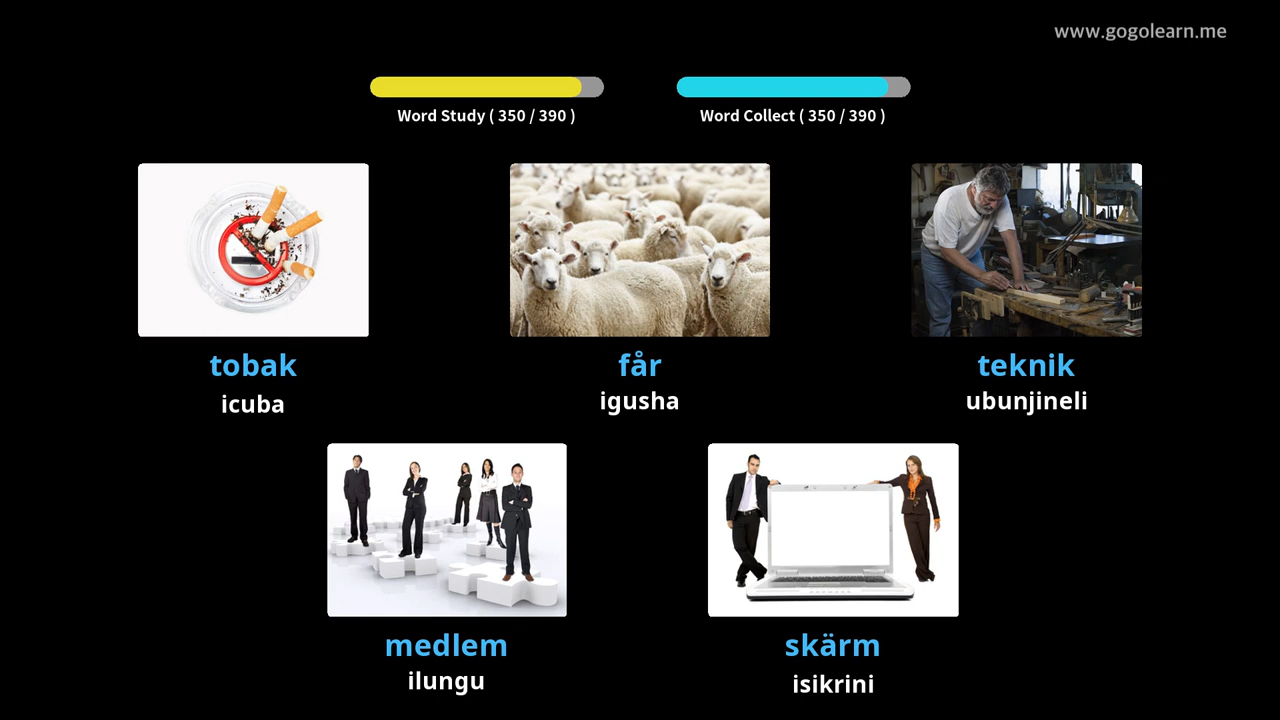 www.gogolearn.me
Word Study ( 350 / 390 )
Word Collect ( 350 / 390 )
tobak
icuba
får
igusha
teknik
ubunjineli
medlem
ilungu
skärm
isikrini